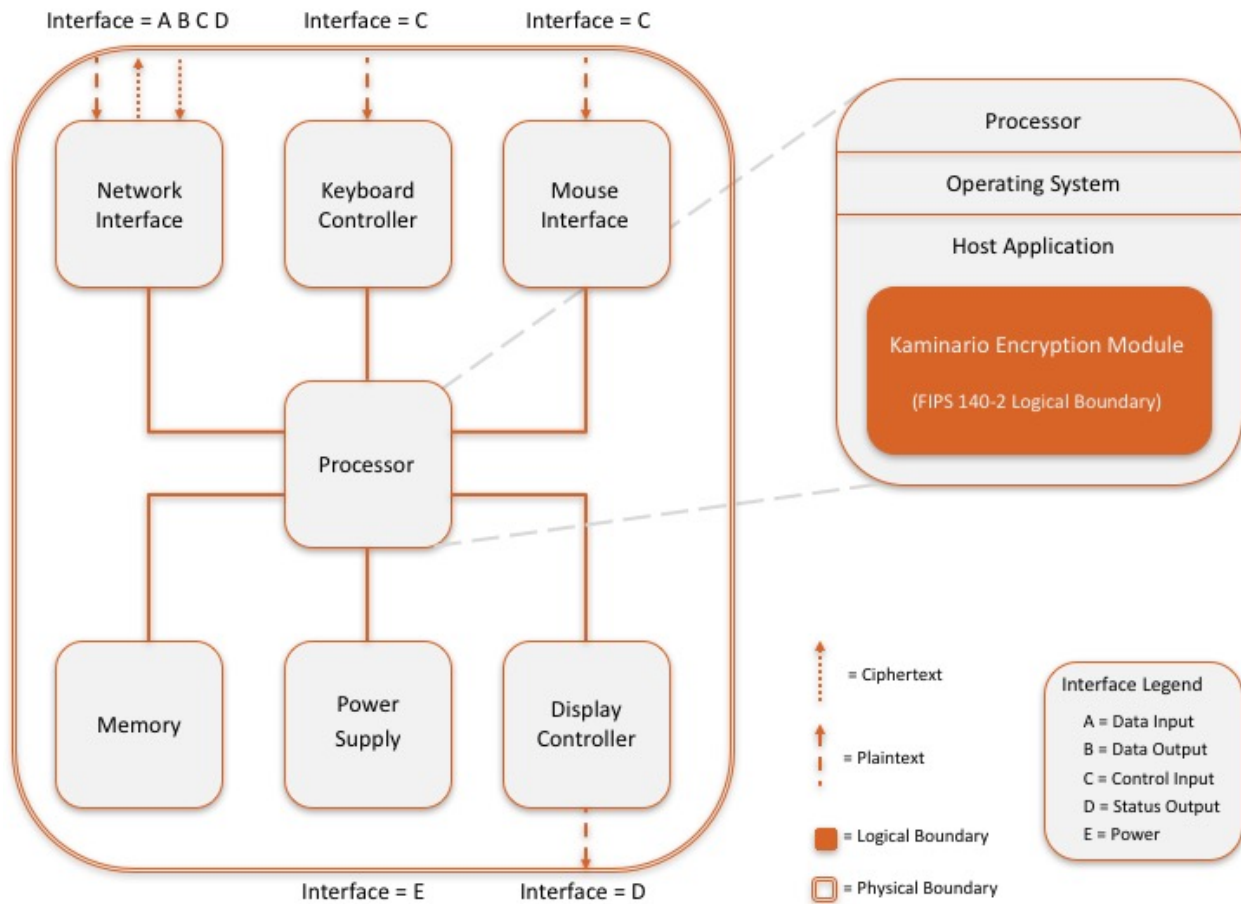 Interface = A B C D
Interface = C
Interface = C
Network
Interface
Keyboard
Controller
Mouse
Interface
Processor
Memory
Power
Supply
Display
Controller
Interface = E
Interface = D
Processor
Operating System
Host Application
Kaminario Encryption Module
(FIPS 140-2 Logical Boundary)
= Ciphertext
= Plaintext
= Logical Boundary
= Physical Boundary
Interface Legend
A = Data Input
B = Data Output
C = Control Input
D = Status Output
E = Power